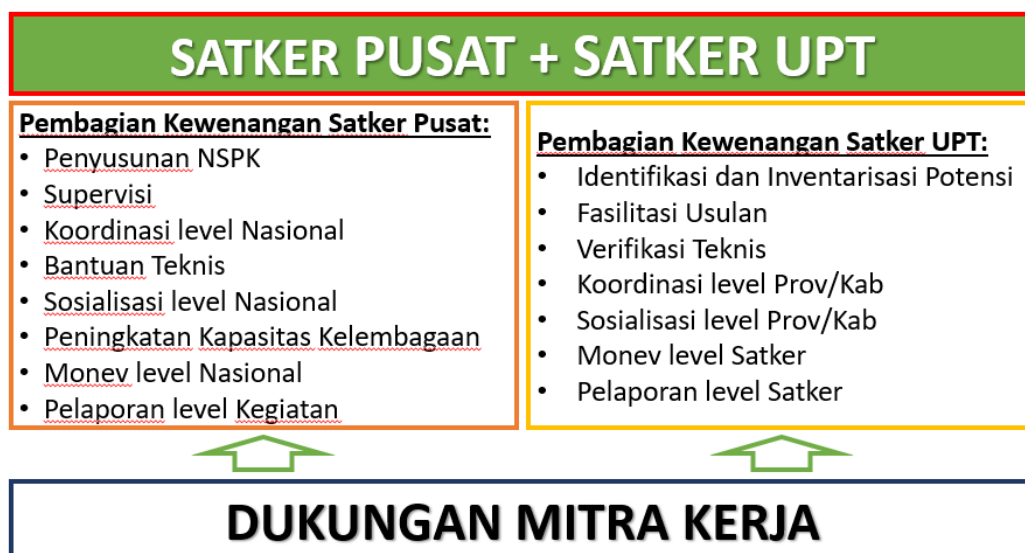 SATKER PUSAT + SATKER UPT
Pembagian Kewenangan Satker Pusat:
• Penyusunan NSPK
• Supervisi
• Koordinasi level Nasional
• Bantuan Teknis
• Sosialisasi level Nasional
• Peningkatan Kapasitas Kelembagaan
• Monev level Nasional
• Pelaporan level Kegiatan
Pembagian Kewenangan Satker UPT:
• Identifikasi dan Inventarisasi Potensi
• Fasilitasi Usulan
• Verifikasi Teknis
• Koordinasi level Prov/Kab
• Sosialisasi level Prov/Kab
• Monev level Satker
• Pelaporan level Satker
DUKUNGAN MITRA KERJA